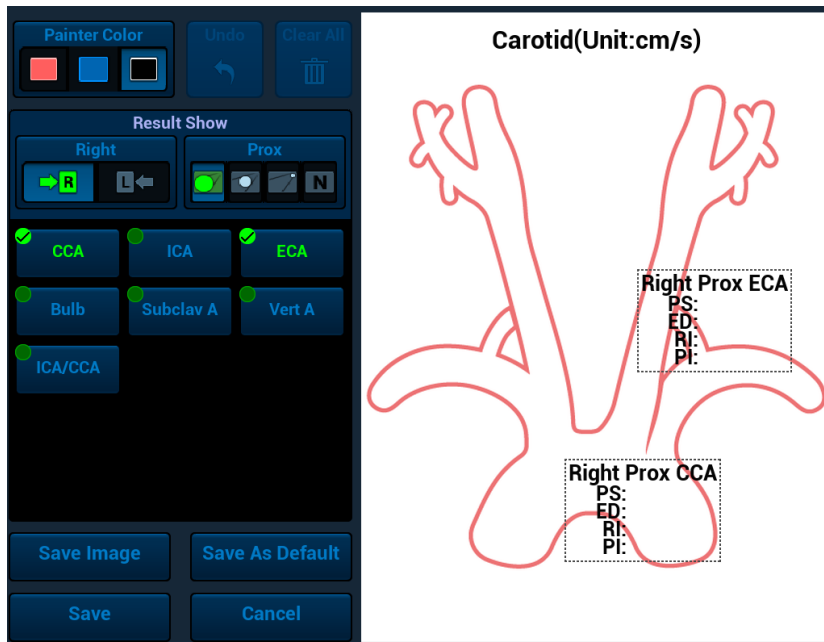 Painter Color
Undo
Clear All
Result Show
Right
Prox
R
L
N
CCA
ICA
ECA
Bulb
Subclav A
Vert A
ICA/CCA
Save Image
Save As Default
Save
Cancel
Carotid(Unit:cm/s)
Right Prox ECA
PS:
ED:
RI:
PI:
Right Prox CCA
PS:
ED:
RI:
PI: